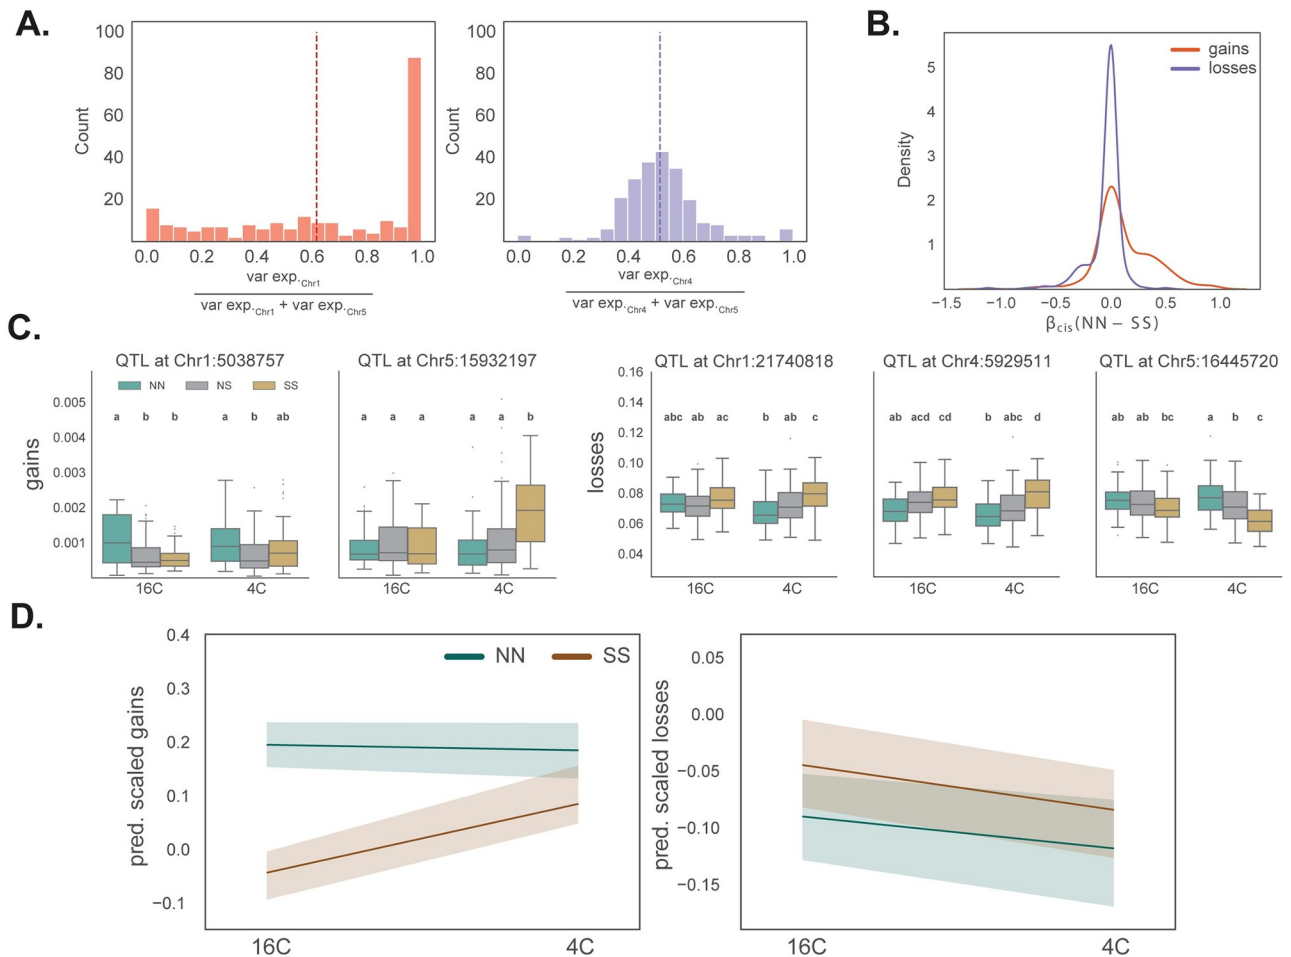 A.
100
80
60
40
20
Count
0.0 0.2 0.4 0.6 0.8 1.0
var exp.Chr1
var exp.Chr1 + var exp.Chr5
100
80
60
40
20
Count
0.0 0.2 0.4 0.6 0.8 1.0
var exp.Chr4
var exp.Chr4 + var exp.Chr5
B.
gains
losses
5
4
3
2
1
Density
−1.5 −1.0 −0.5 0.0 0.5 1.0
βcis(NN − SS)
C.
QTL at Chr1:5038757
NN NS SS
0.005
0.004
0.003
0.002
0.001
gains
a b b a b ab
16C 4C
QTL at Chr5:15932197
a a a a a b
16C 4C
QTL at Chr1:21740818
0.16
0.14
0.12
0.10
0.08
0.06
0.04
losses
abc ab ac b ab c
16C 4C
QTL at Chr4:5929511
ab acd cd b abc d
16C 4C
QTL at Chr5:16445720
ab ab bc a b c
16C 4C
D.
NN SS
0.4
0.3
0.2
0.1
0.0
−0.1
pred. scaled gains
16C 4C
0.05
0.00
−0.05
−0.10
−0.15
pred. scaled losses
16C 4C